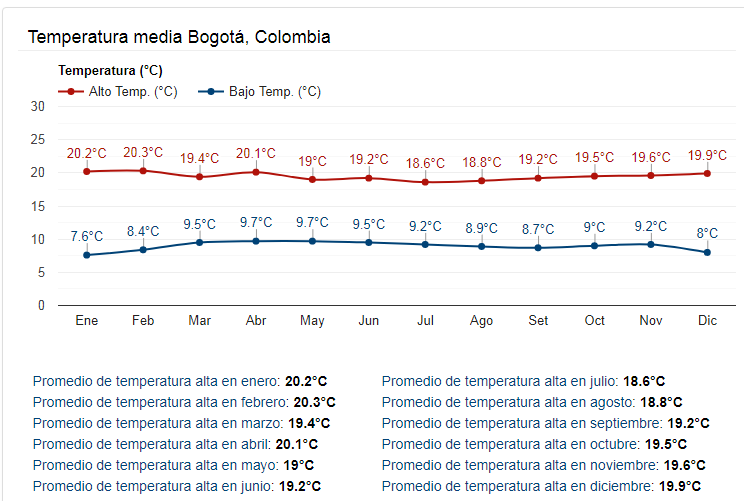 Temperatura media Bogotá, Colombia
Temperatura (°C)
Alto Temp. (°C) Bajo Temp. (°C)
30
25
20.2°C 20.3°C 19.4°C 20.1°C 19°C 19.2°C 18.6°C 18.8°C 19.2°C 19.5°C 19.6°C 19.9°C
20
15
7.6°C 8.4°C 9.5°C 9.7°C 9.7°C 9.5°C 9.2°C 8.9°C 8.7°C 9°C 9.2°C 8°C
10
5
0
Ene Feb Mar Abr May Jun Jul Ago Set Oct Nov Dic
Promedio de temperatura alta en enero: 20.2°C
Promedio de temperatura alta en febrero: 20.3°C
Promedio de temperatura alta en marzo: 19.4°C
Promedio de temperatura alta en abril: 20.1°C
Promedio de temperatura alta en mayo: 19°C
Promedio de temperatura alta en junio: 19.2°C
Promedio de temperatura alta en julio: 18.6°C
Promedio de temperatura alta en agosto: 18.8°C
Promedio de temperatura alta en septiembre: 19.2°C
Promedio de temperatura alta en octubre: 19.5°C
Promedio de temperatura alta en noviembre: 19.6°C
Promedio de temperatura alta en diciembre: 19.9°C